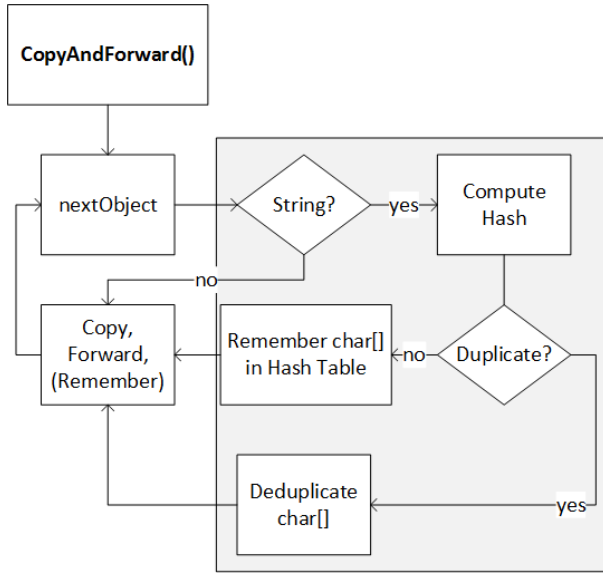 CopyAndForward()
nextObject
String?
yes
Compute
Hash
no
Copy,
Forward,
(Remember)
Remember char[]
in Hash Table
no
Duplicate?
Deduplicate
char[]
yes